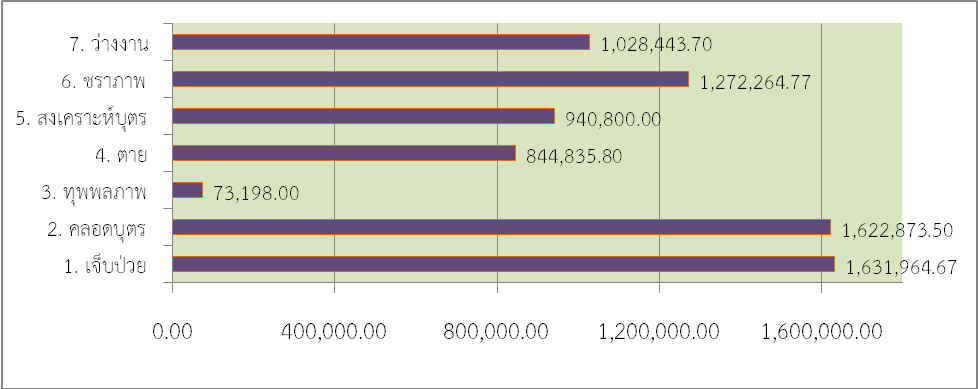 7. ว่างงาน 1,028,443.70
6. ชราภาพ 1,272,264.77
5. สงเคราะห์บุตร 940,800.00
4. ตาย 844,835.80
3. ทุพพลภาพ 73,198.00
2. คลอดบุตร 1,622,873.50
1. เจ็บป่วย 1,631,964.67
0.00 400,000.00 800,000.00 1,200,000.00 1,600,000.00